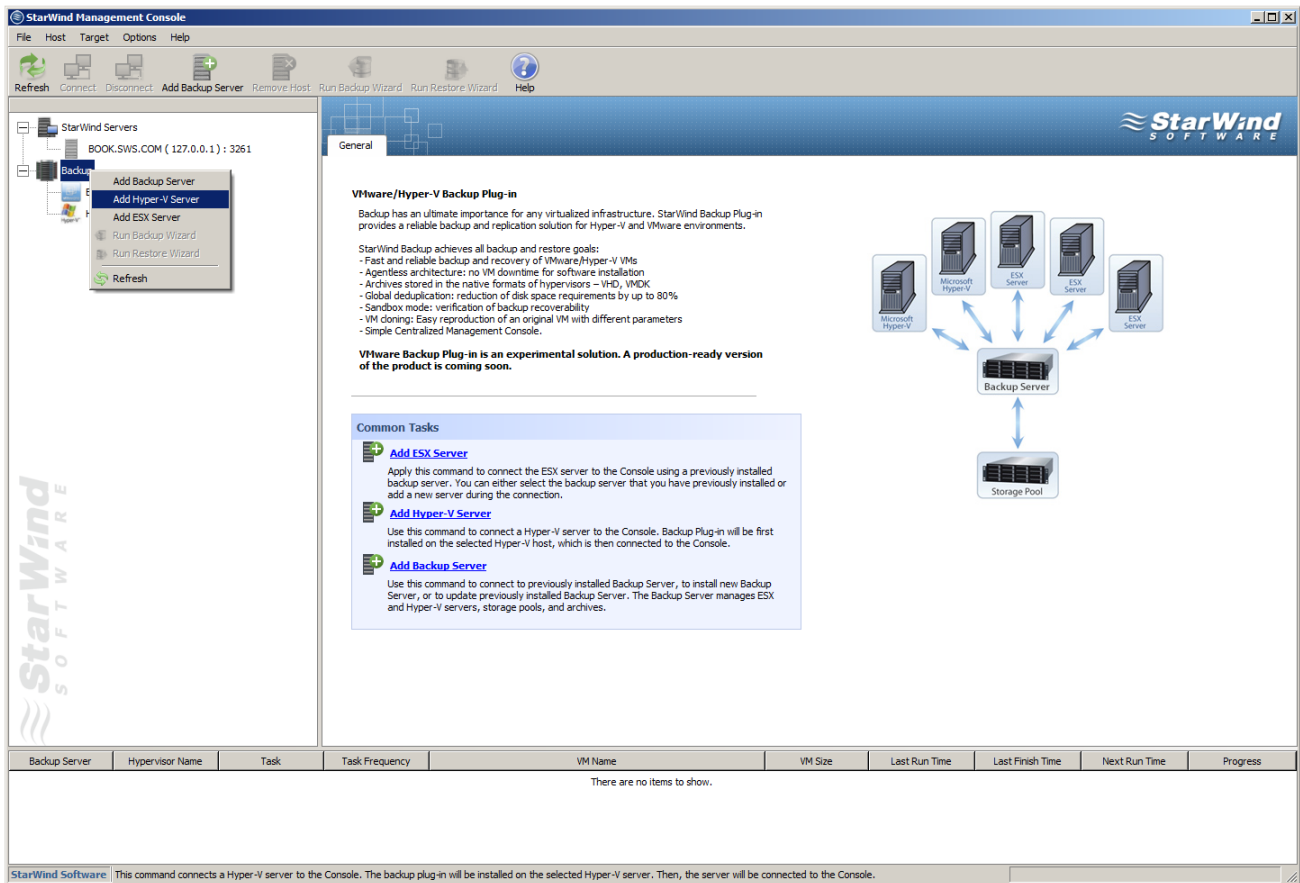 StarWind Management Console
File Host Target Options Help
Refresh Connect Disconnect Add Backup Server Remove Host Run Backup Wizard Run Restore Wizard Help
StarWind Servers
BOOK.SWS.COM ( 127.0.0.1 ) : 3261
Backup
Add Backup Server
Add Hyper-V Server
Add ESX Server
Run Backup Wizard
Run Restore Wizard
Refresh
StarWind
SOFTWARE
General
StarWind
SOFTWARE
VMware/Hyper-V Backup Plug-in
Backup has an ultimate importance for any virtualized infrastructure. StarWind Backup Plug-in
provides a reliable backup and replication solution for Hyper-V and VMware environments.
StarWind Backup achieves all backup and restore goals:
- Fast and reliable backup and recovery of VMware/Hyper-V VMs
- Agentless architecture: no VM downtime for software installation
- Archives stored in the native formats of hypervisors – VHD, VMDK
- Global deduplication: reduction of disk space requirements by up to 80%
- Sandbox mode: verification of backup recoverability
- VM cloning: Easy reproduction of an original VM with different parameters
- Simple Centralized Management Console.
VMware Backup Plug-in is an experimental solution. A production-ready version
of the product is coming soon.
Microsoft
Hyper-V
Microsoft
Hyper-V
ESX
Server
ESX
Server
ESX
Server
Backup Server
Storage Pool
Common Tasks
Add ESX Server
Apply this command to connect the ESX server to the Console using a previously installed
backup server. You can either select the backup server that you have previously installed or
add a new server during the connection.
Add Hyper-V Server
Use this command to connect a Hyper-V server to the Console. Backup Plug-in will be first
installed on the selected Hyper-V host, which is then connected to the Console.
Add Backup Server
Use this command to connect to previously installed Backup Server, to install new Backup
Server, or to update previously installed Backup Server. The Backup Server manages ESX
and Hyper-V servers, storage pools, and archives.
Backup Server Hypervisor Name Task Task Frequency VM Name VM Size Last Run Time Last Finish Time Next Run Time Progress
There are no items to show.
StarWind Software This command connects a Hyper-V server to the Console. The backup plug-in will be installed on the selected Hyper-V server. Then, the server will be connected to the Console.